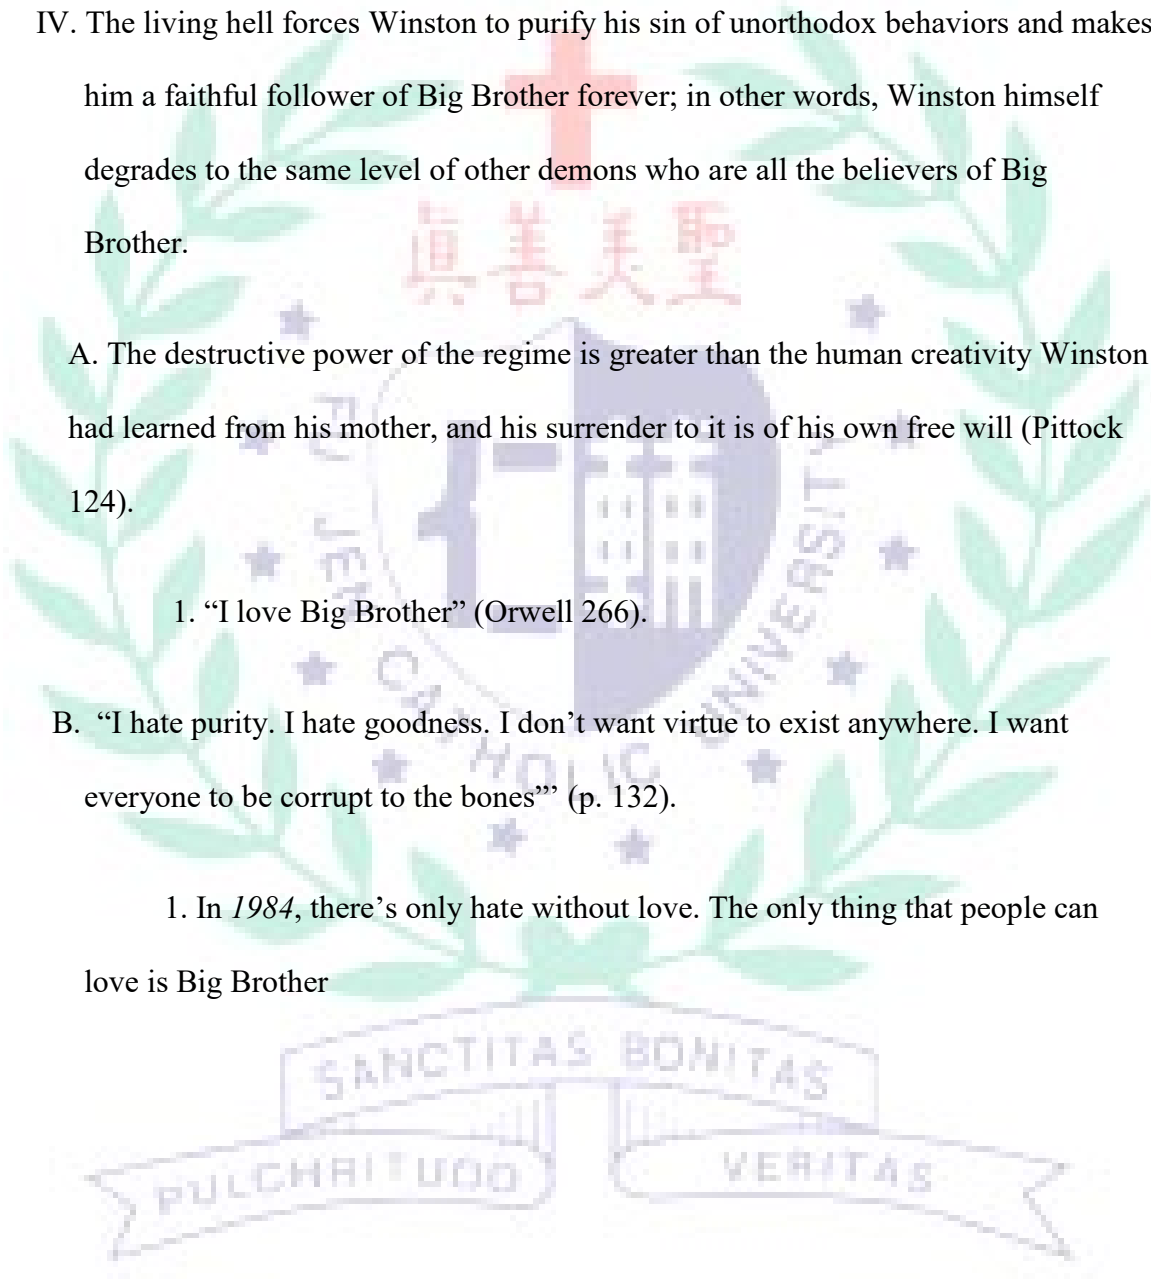 IV. The living hell forces Winston to purify his sin of unorthodox behaviors and makes
him a faithful follower of Big Brother forever; in other words, Winston himself
degrades to the same level of other demons who are all the believers of Big
Brother.
眞善美聖
A. The destructive power of the regime is greater than the human creativity Winston
had learned from his mother, and his surrender to it is of his own free will (Pittock
124).
1. “I love Big Brother” (Orwell 266).
FU JEN CATHOLIC UNIVERSITY
B. “I hate purity. I hate goodness. I don’t want virtue to exist anywhere. I want
everyone to be corrupt to the bones”’ (p. 132).
1. In 1984, there’s only hate without love. The only thing that people can
love is Big Brother
SANCTITAS BONITAS
PULCHRITUDO VERITAS